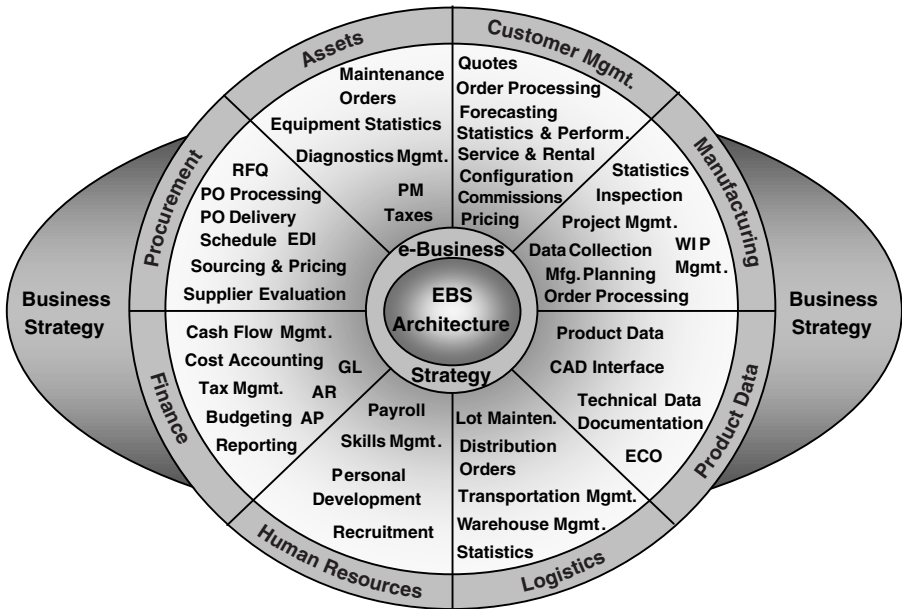 Assets
Maintenance
Orders
Equipment Statistics
Diagnostics Mgmt.
PM
Taxes
Customer Mgmt.
Quotes
Order Processing
Forecasting
Statistics & Perform.
Service & Rental
Configuration
Commissions
Pricing
Manufacturing
Statistics
Inspection
Project Mgmt.
Data Collection
WIP
Mgmt.
Mfg. Planning
Order Processing
Procurement
RFQ
PO Processing
PO Delivery
Schedule EDI
Sourcing & Pricing
Supplier Evaluation
Business
Strategy
e-Business
EBS
Architecture
Strategy
Business
Strategy
Finance
Cash Flow Mgmt.
Cost Accounting
GL
Tax Mgmt.
AR
Budgeting AP
Reporting
Human Resources
Payroll
Skills Mgmt.
Personal
Development
Recruitment
Logistics
Lot Mainten.
Distribution
Orders
Transportation Mgmt.
Warehouse Mgmt.
Statistics
Product Data
Product Data
CAD Interface
Technical Data
Documentation
ECO